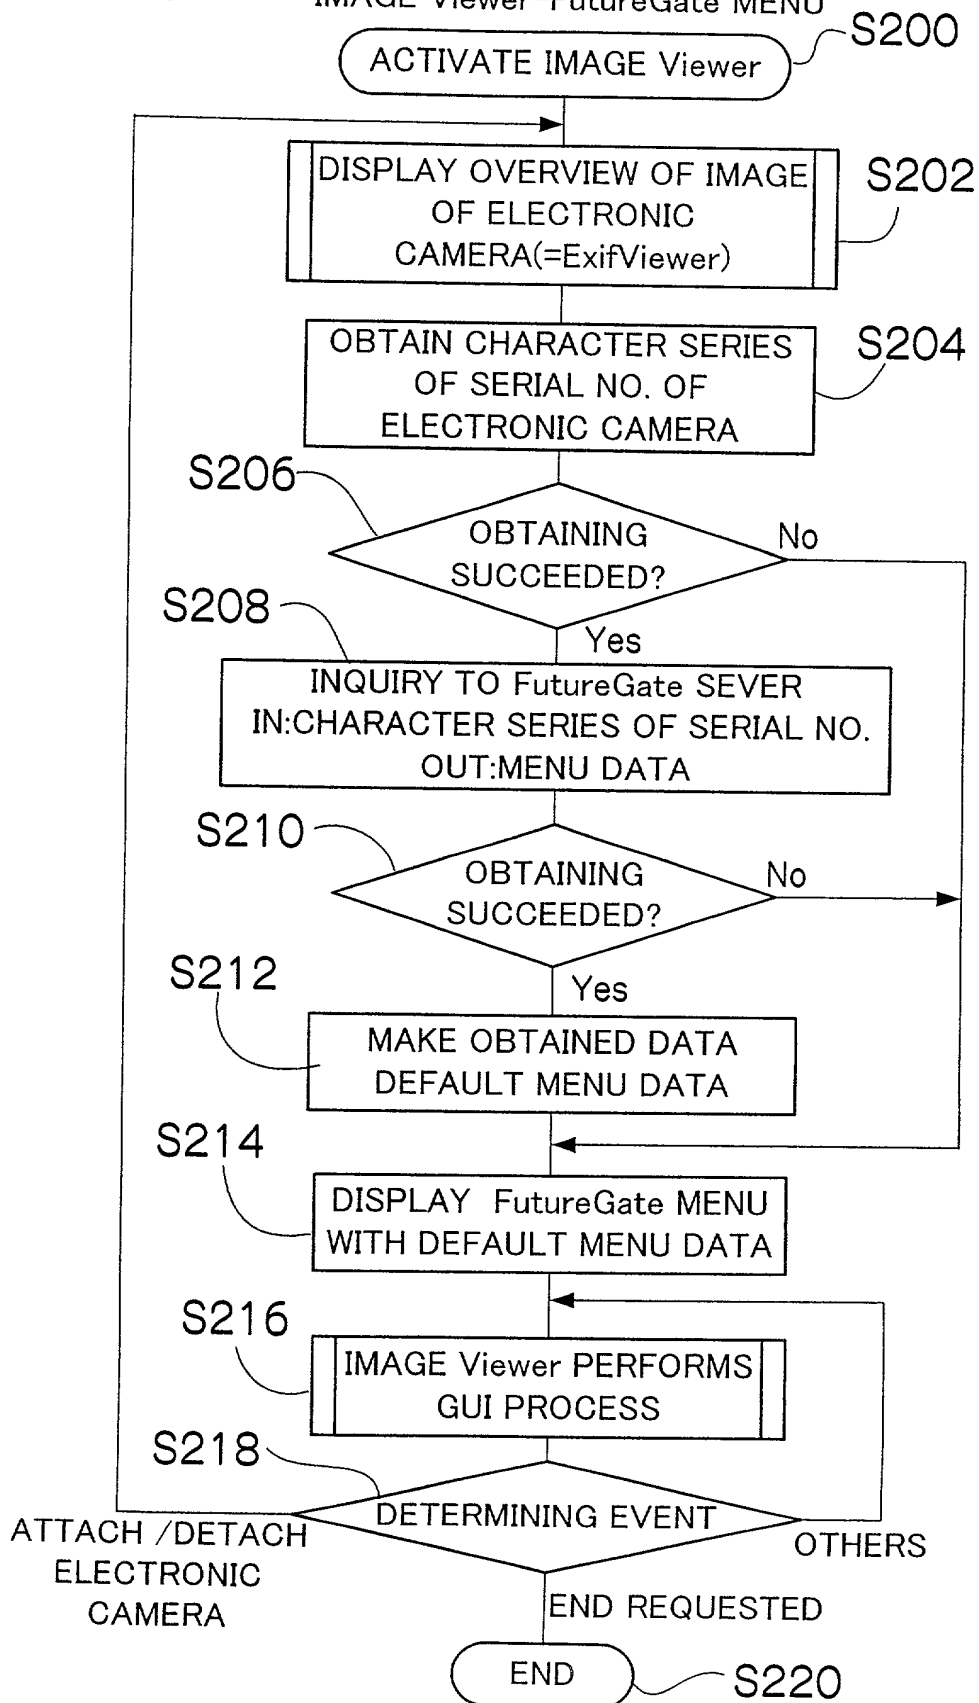 IMAGE Viewer FutureGate MENU
S200
ACTIVATE IMAGE Viewer
S202
DISPLAY OVERVIEW OF IMAGE
OF ELECTRONIC
CAMERA(=ExifViewer)
S204
OBTAIN CHARACTER SERIES
OF SERIAL NO. OF
ELECTRONIC CAMERA
S206
OBTAINING
SUCCEEDED?
No
S208
Yes
INQUIRY TO FutureGate SEVER
IN:CHARACTER SERIES OF SERIAL NO.
OUT:MENU DATA
S210
OBTAINING
SUCCEEDED?
No
S212
Yes
MAKE OBTAINED DATA
DEFAULT MENU DATA
S214
DISPLAY FutureGate MENU
WITH DEFAULT MENU DATA
S216
IMAGE Viewer PERFORMS
GUI PROCESS
S218
DETERMINING EVENT
ATTACH /DETACH
ELECTRONIC
CAMERA
OTHERS
END REQUESTED
END
S220